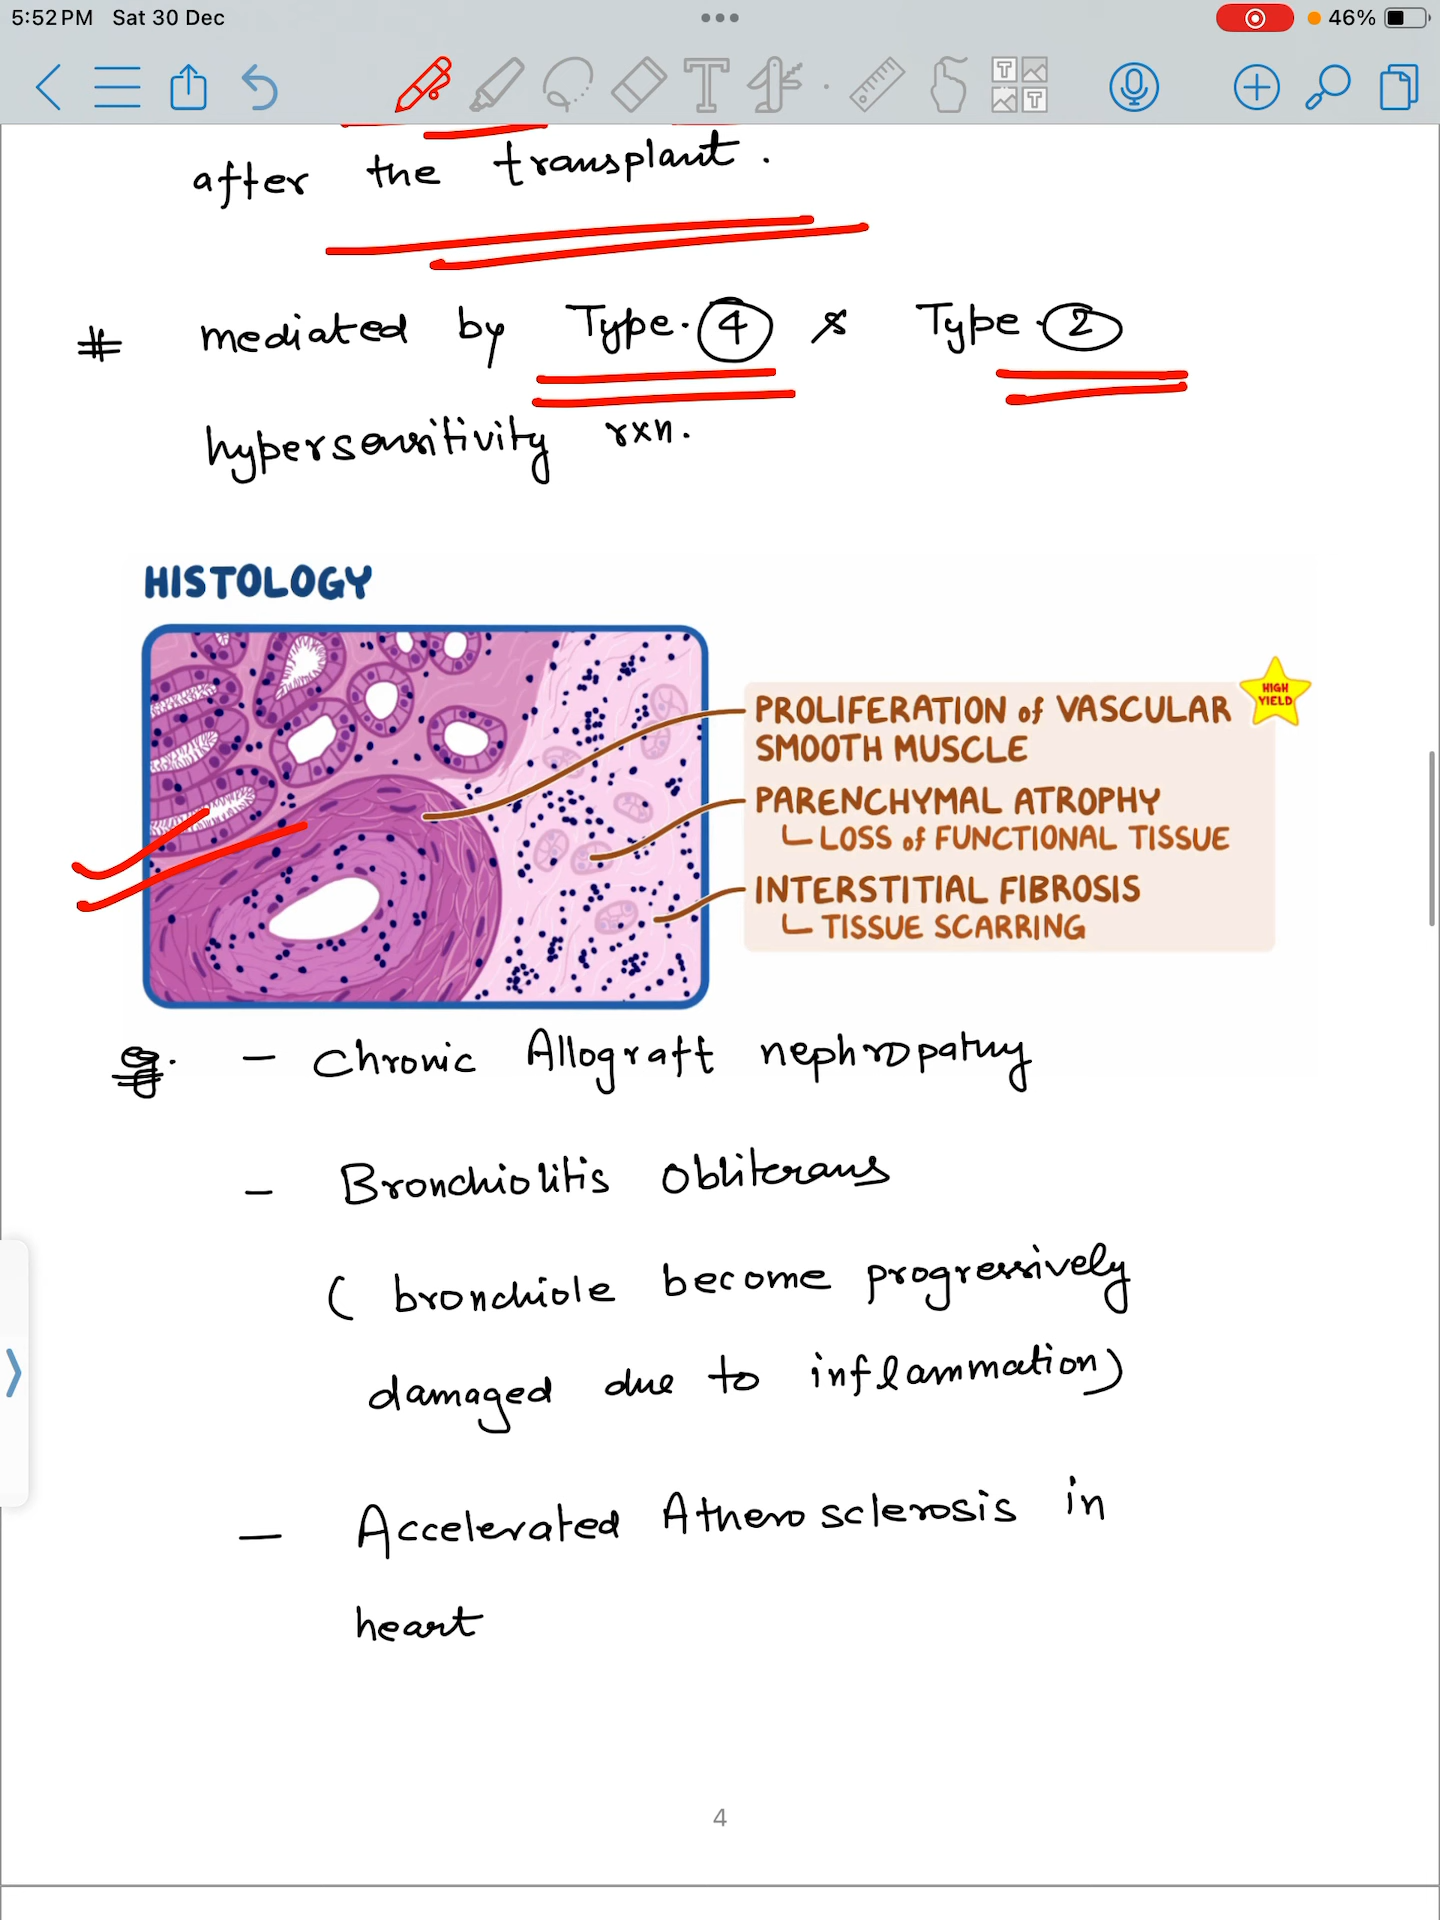 5:52 PM Sat 30 Dec
46%
after the transplant.
# mediated by Type. 4 & Type. 2
hypersensitivity rxn.
HISTOLOGY
HIGH
YIELD
PROLIFERATION of VASCULAR
SMOOTH MUSCLE
PARENCHYMAL ATROPHY
LOSS of FUNCTIONAL TISSUE
INTERSTITIAL FIBROSIS
TISSUE SCARRING
eg. - Chronic Allograft nephropathy
- Bronchiolitis Obliterans
( bronchiole become progressively
damaged due to inflammation)
- Accelerated Atherosclerosis in
heart
4